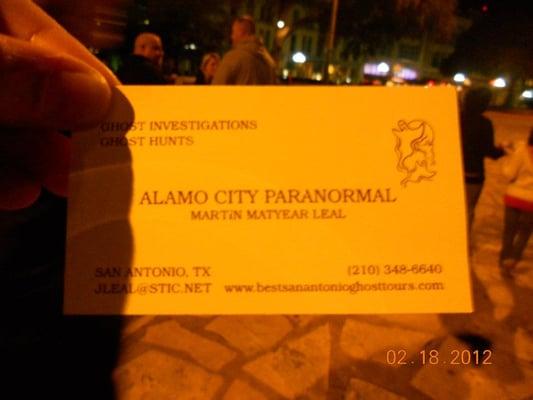 GHOST INVESTIGATIONS
GHOST HUNTS
ALAMO CITY PARANORMAL
MARTíN MATYEAR LEAL
SAN ANTONIO, TX (210) 348-6640
JLEAL@STIC.NET www.bestsanantonioghosttours.com
02.18.2012